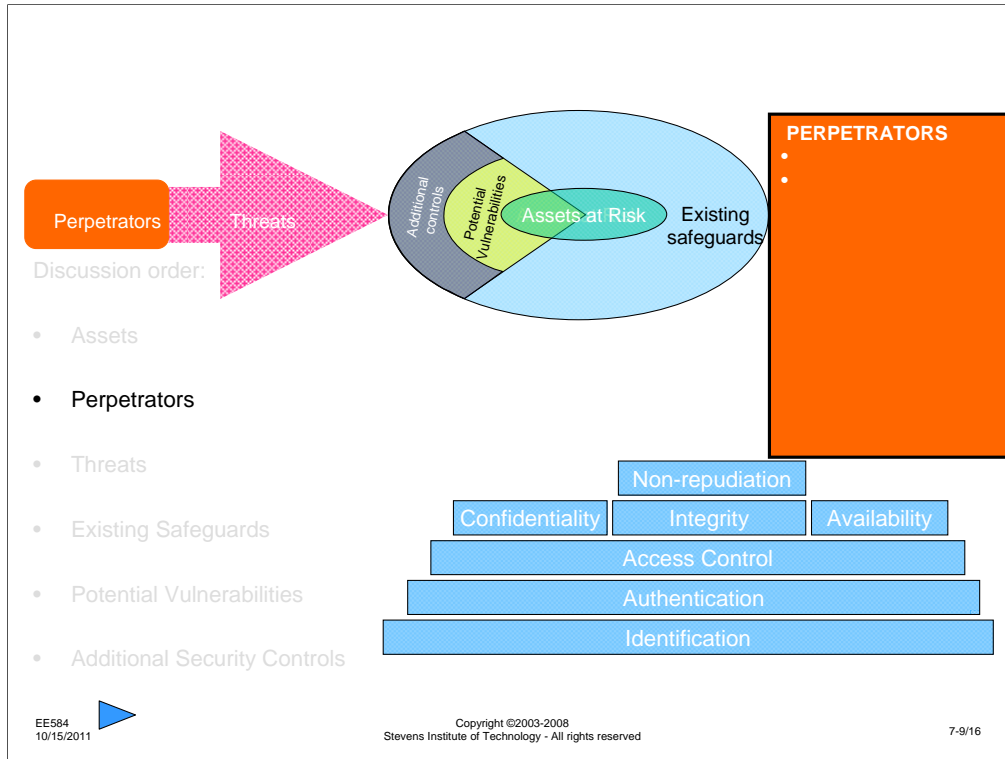 Perpetrators
Threats
Additional
controls
Potential
Vulnerabilities
Assets at Risk
Existing
safeguards
PERPETRATORS
•
•
Discussion order:
• Assets
• Perpetrators
• Threats
• Existing Safeguards
• Potential Vulnerabilities
• Additional Security Controls
Non-repudiation
Confidentiality
Integrity
Availability
Access Control
Authentication
Identification
EE584
10/15/2011
Copyright ©2003-2008
Stevens Institute of Technology - All rights reserved
7-9/16